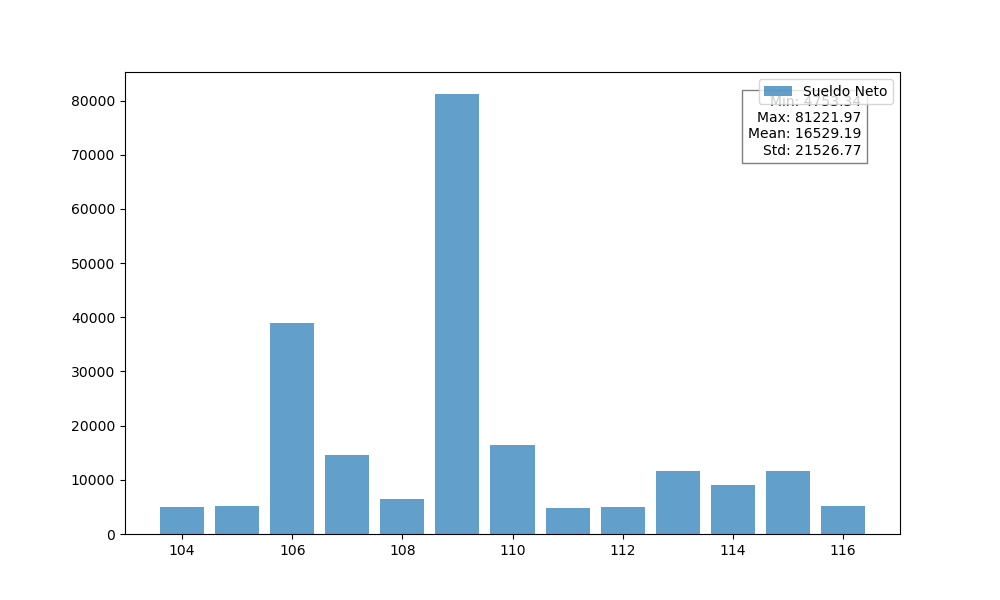 Sueldo Neto
Min: 4753.34
Max: 81221.97
Mean: 16529.19
Std: 21526.77
80000
70000
60000
50000
40000
30000
20000
10000
0
104 106 108 110 112 114 116